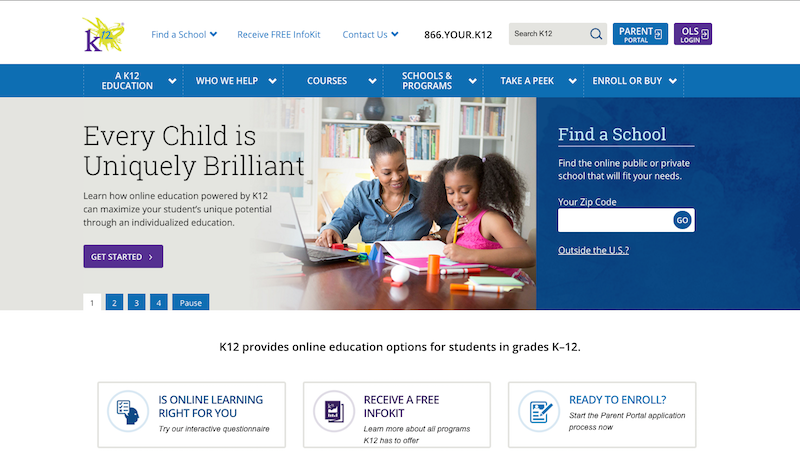 k12
Find a School
Receive FREE InfoKit
Contact Us
866.YOUR.K12
Search K12
PARENT
PORTAL
OLS
LOGIN
A K12
EDUCATION
WHO WE HELP
COURSES
SCHOOLS &
PROGRAMS
TAKE A PEEK
ENROLL OR BUY
Every Child is
Uniquely Brilliant
Learn how online education powered by K12
can maximize your student's unique potential
through an individualized education.
GET STARTED
1 2 3 4 Pause
Find a School
Find the online public or private
school that will fit your needs.
Your Zip Code
GO
Outside the U.S.?
K12 provides online education options for students in grades K–12.
IS ONLINE LEARNING
RIGHT FOR YOU
Try our interactive questionnaire
RECEIVE A FREE
INFOKIT
Learn more about all programs
K12 has to offer
READY TO ENROLL?
Start the Parent Portal application
process now